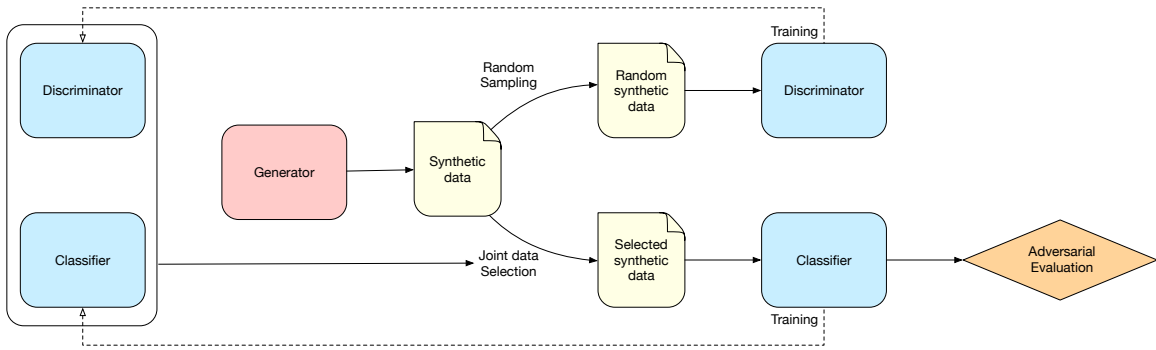 Training
Discriminator
Random
Sampling
Random
synthetic
data
Discriminator
Generator
Synthetic
data
Classifier
Joint data
Selection
Selected
synthetic
data
Classifier
Adversarial
Evaluation
Training